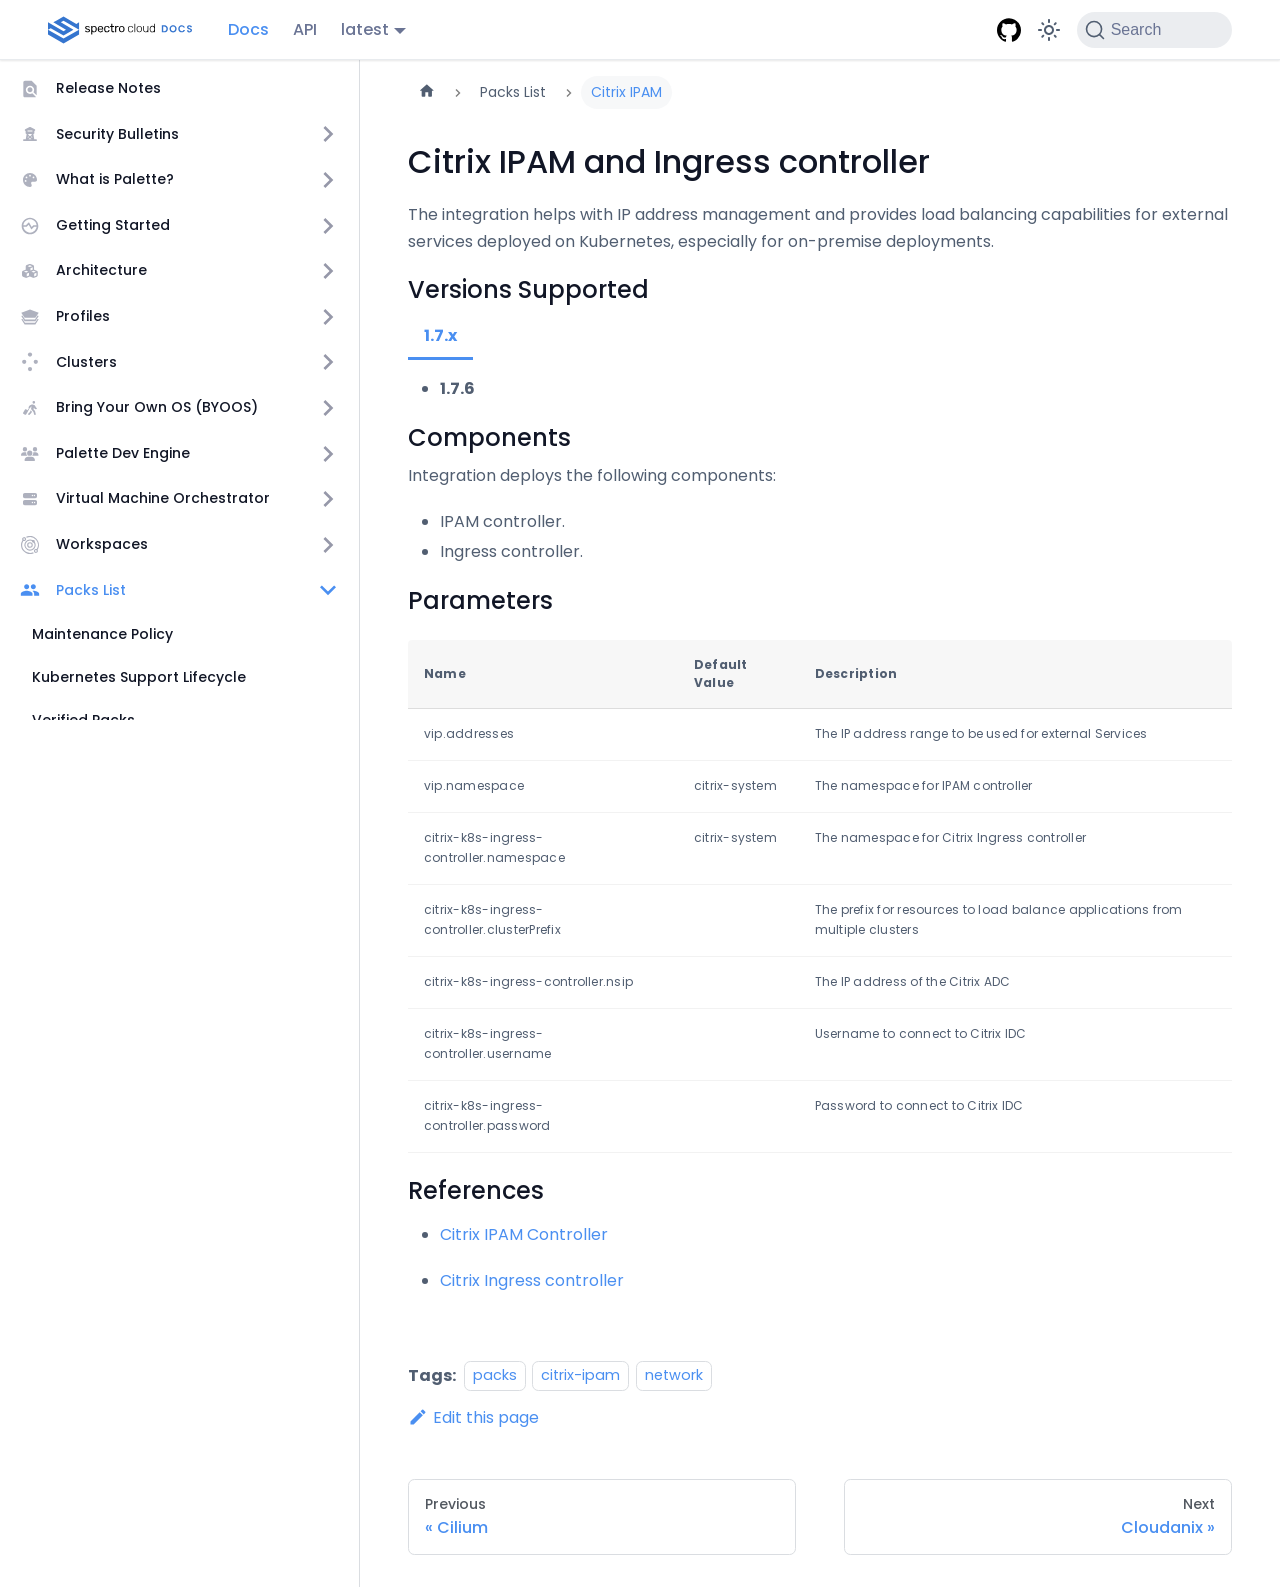 spectro cloud DOCS
Docs
API
latest
Search
Release Notes
Security Bulletins
What is Palette?
Getting Started
Architecture
Profiles
Clusters
Bring Your Own OS (BYOOS)
Palette Dev Engine
Virtual Machine Orchestrator
Workspaces
Packs List
Maintenance Policy
Kubernetes Support Lifecycle
Verified Packs
Packs List
Citrix IPAM
Citrix IPAM and Ingress controller
The integration helps with IP address management and provides load balancing capabilities for external
services deployed on Kubernetes, especially for on-premise deployments.
Versions Supported
1.7.x
1.7.6
Components
Integration deploys the following components:
IPAM controller.
Ingress controller.
Parameters
Name
Default
Value
Description
vip.addresses
The IP address range to be used for external Services
vip.namespace
citrix-system
The namespace for IPAM controller
citrix-k8s-ingress-
controller.namespace
citrix-system
The namespace for Citrix Ingress controller
citrix-k8s-ingress-
controller.clusterPrefix
The prefix for resources to load balance applications from
multiple clusters
citrix-k8s-ingress-controller.nsip
The IP address of the Citrix ADC
citrix-k8s-ingress-
controller.username
Username to connect to Citrix IDC
citrix-k8s-ingress-
controller.password
Password to connect to Citrix IDC
References
Citrix IPAM Controller
Citrix Ingress controller
Tags:
packs
citrix-ipam
network
Edit this page
Previous
« Cilium
Next
Cloudanix »